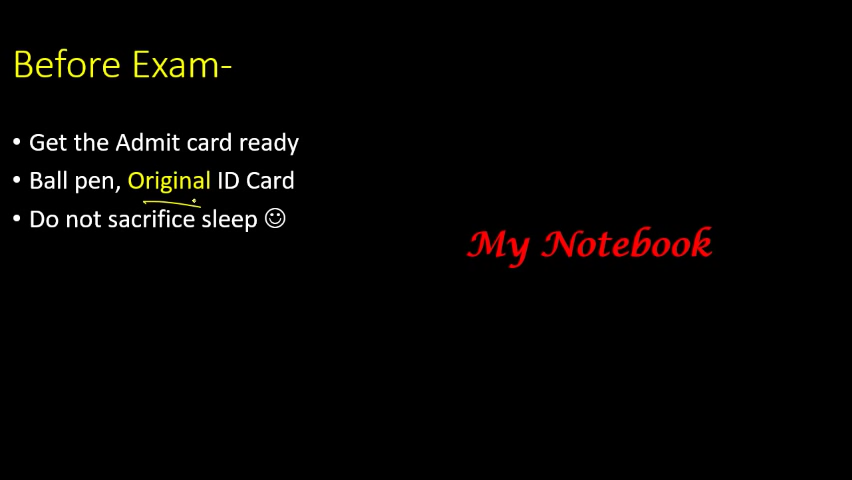 Before Exam-
• Get the Admit card ready
• Ball pen, Original ID Card
• Do not sacrifice sleep ☺
My Notebook